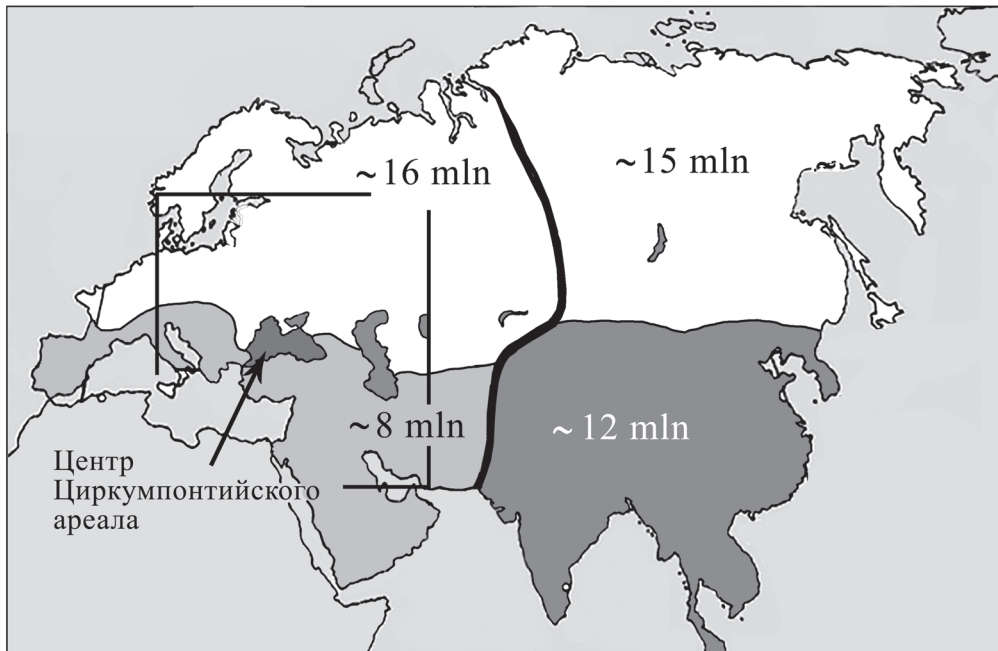 ~ 16 mln
~ 15 mln
~ 8 mln
~ 12 mln
Центр
Циркумпонтийского
ареала